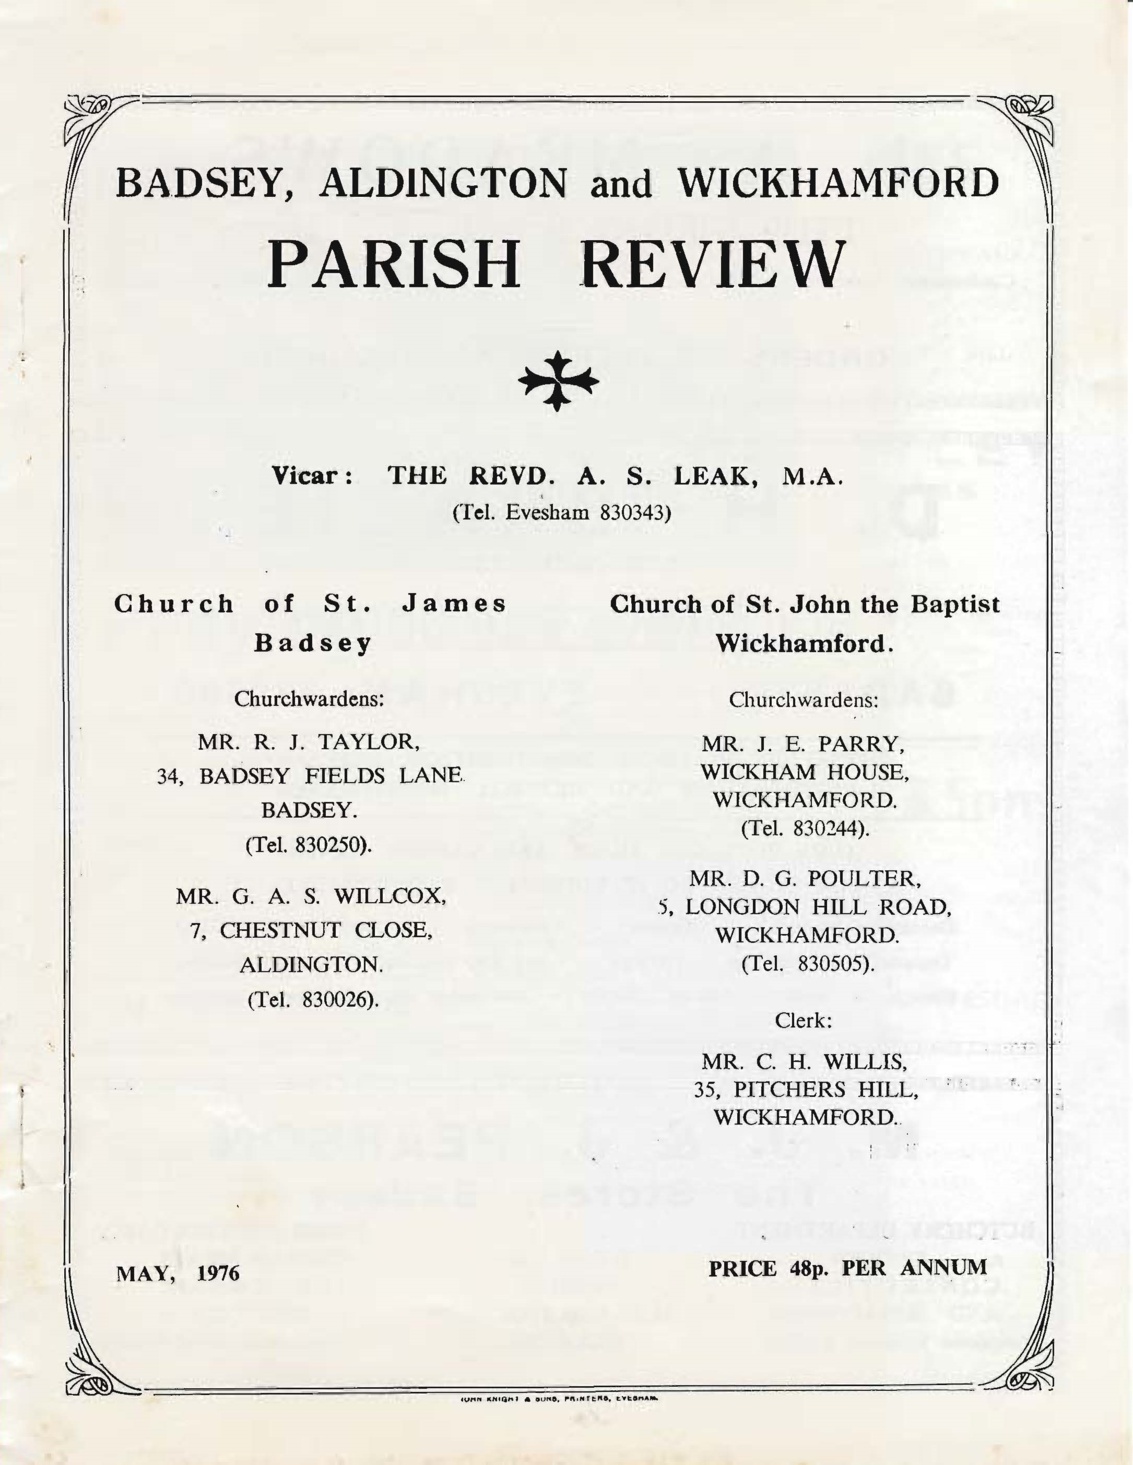 BADSEY, ALDINGTON and WICKHAMFORD
PARISH REVIEW
Vicar: THE REVD. A. S. LEAK, M.A.
(Tel. Evesham 830343)
Church of St. James
Badsey
Churchwardens:
MR. R. J. TAYLOR,
34, BADSEY FIELDS LANE
BADSEY.
(Tel. 830250).
MR. G. A. S. WILLCOX,
7, CHESTNUT CLOSE,
ALDINGTON.
(Tel. 830026).
Church of St. John the Baptist
Wickhamford.
Churchwardens:
MR. J. E. PARRY,
WICKHAM HOUSE,
WICKHAMFORD.
(Tel. 830244).
MR. D. G. POULTER,
5, LONGDON HILL ROAD,
WICKHAMFORD.
(Tel. 830505).
Clerk:
MR. C. H. WILLIS,
35, PITCHERS HILL,
WICKHAMFORD.
MAY, 1976
PRICE 48p. PER ANNUM
JOHN KNIGHT & SONS, PRINTERS, EVESHAM.